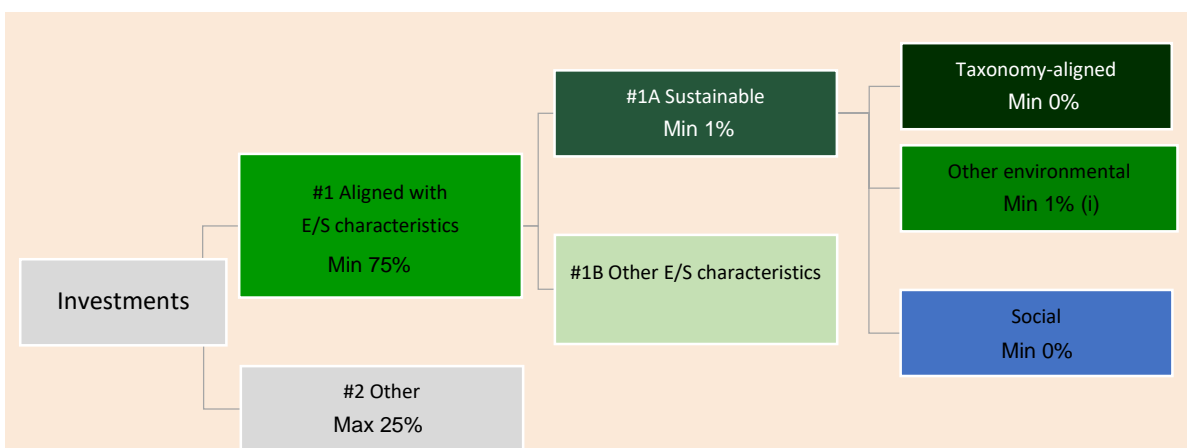 Investments
#1 Aligned with
E/S characteristics
Min 75%
#2 Other
Max 25%
#1A Sustainable
Min 1%
#1B Other E/S characteristics
Taxonomy-aligned
Min 0%
Other environmental
Min 1% (i)
Social
Min 0%